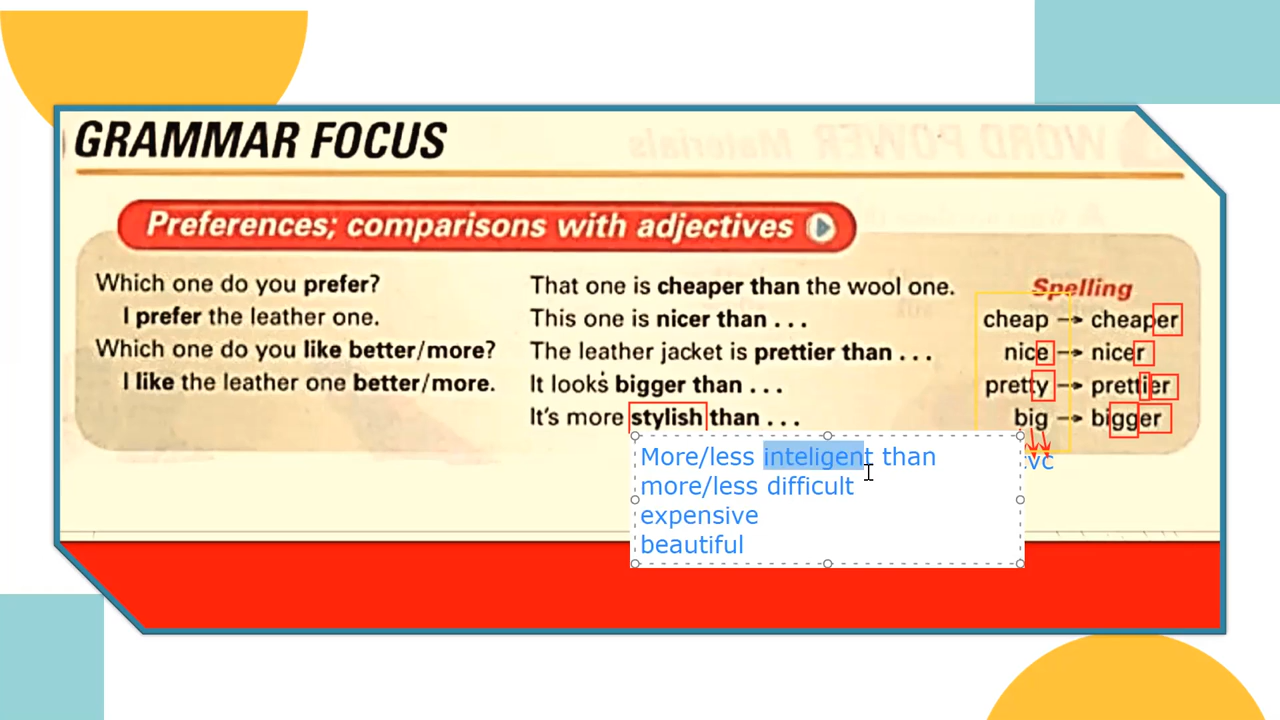 GRAMMAR FOCUS
WORD POWER Materials
Preferences; comparisons with adjectives
Which one do you prefer?
I prefer the leather one.
Which one do you like better/more?
I like the leather one better/more.
That one is cheaper than the wool one.
This one is nicer than . . .
The leather jacket is prettier than . . .
It looks bigger than . . .
It's more stylish than . . .
Spelling
cheap → cheaper
nice → nicer
pretty → prettier
big → bigger
vc
More/less inteligent than
more/less difficult
expensive
beautiful